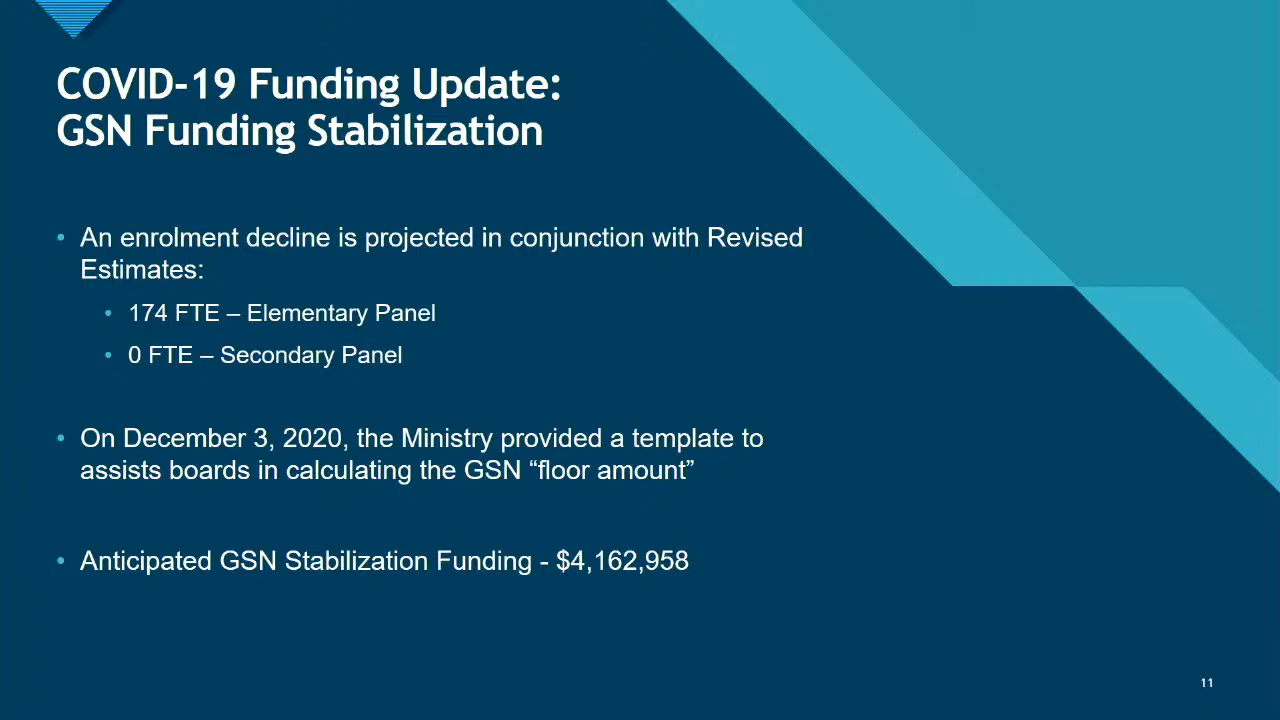 COVID-19 Funding Update:
GSN Funding Stabilization
• An enrolment decline is projected in conjunction with Revised
Estimates:
• 174 FTE – Elementary Panel
• 0 FTE – Secondary Panel
• On December 3, 2020, the Ministry provided a template to
assists boards in calculating the GSN “floor amount”
• Anticipated GSN Stabilization Funding - $4,162,958
11